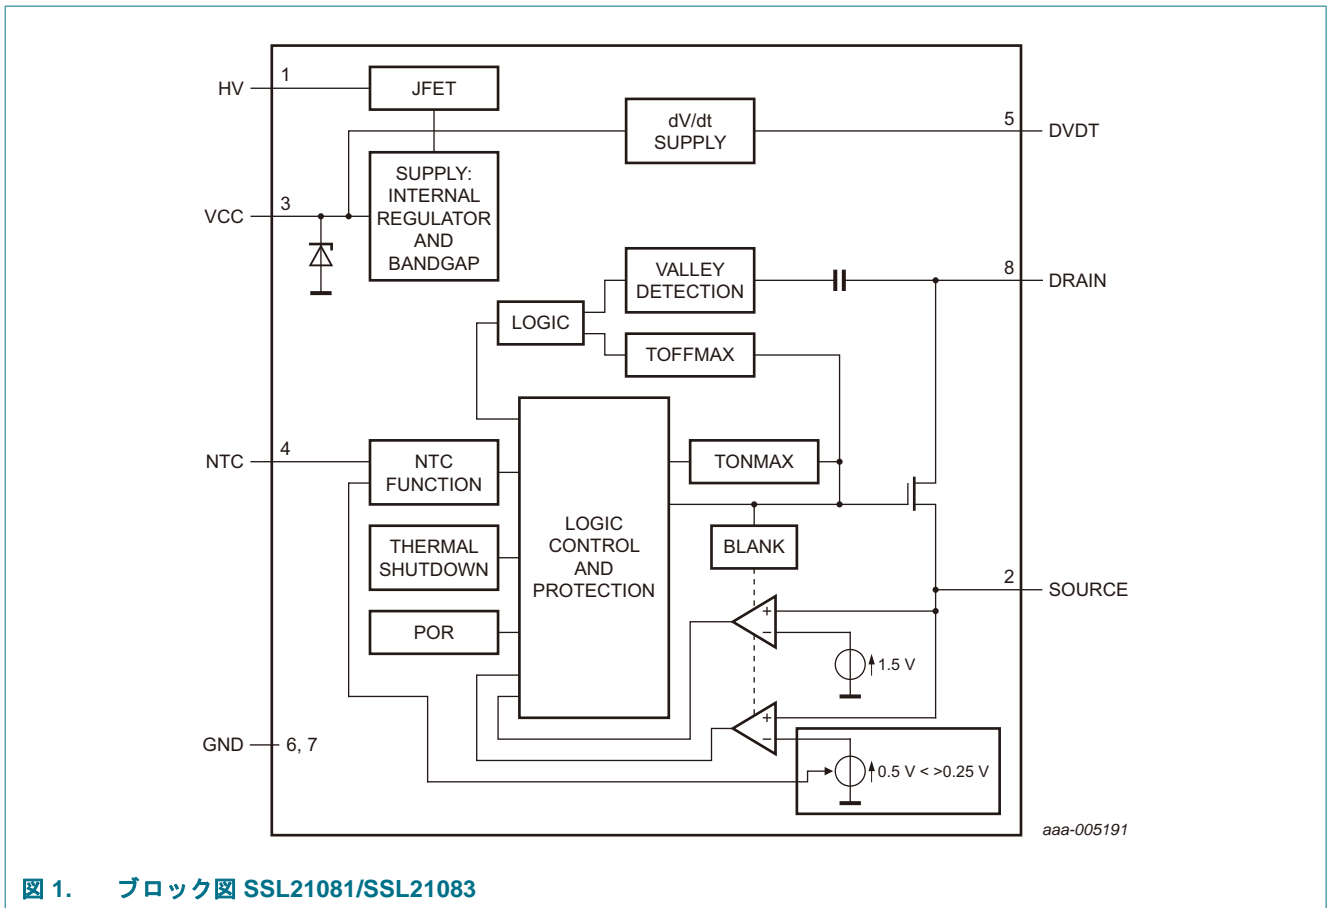 HV
1
JFET
dV/dt
SUPPLY
5
DVDT
SUPPLY:
INTERNAL
REGULATOR
AND
BANDGAP
VCC
3
VALLEY
DETECTION
8
DRAIN
LOGIC
TOFFMAX
NTC
4
NTC
FUNCTION
TONMAX
THERMAL
SHUTDOWN
LOGIC
CONTROL
AND
PROTECTION
BLANK
2
SOURCE
POR
+
−
1.5 V
+
−
0.5 V < >0.25 V
GND
6, 7
aaa-005191
図 1. ブロック図 SSL21081/SSL21083